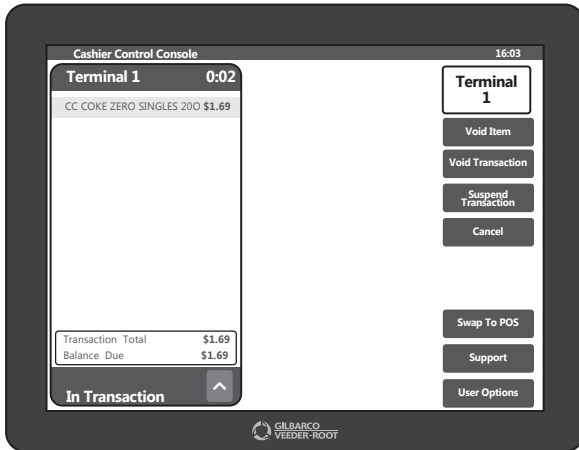 Cashier Control Console 16:03
Terminal 1 0:02
CC COKE ZERO SINGLES 20O $1.69
Transaction Total $1.69
Balance Due $1.69
In Transaction
Terminal
1
Void Item
Void Transaction
Suspend
Transaction
Cancel
Swap To POS
Support
User Options
GILBARCO
VEEDER-ROOT